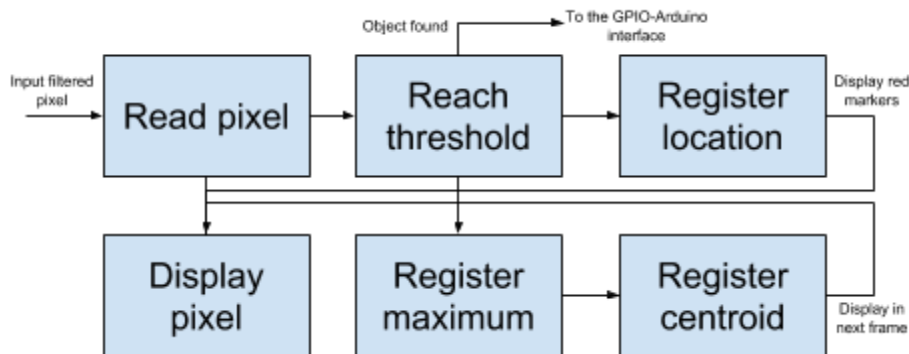 Object found
To the GPIO-Arduino
interface
Input filtered
pixel
Read pixel
Reach
threshold
Register
location
Display red
markers
Display
pixel
Register
maximum
Register
centroid
Display in
next frame